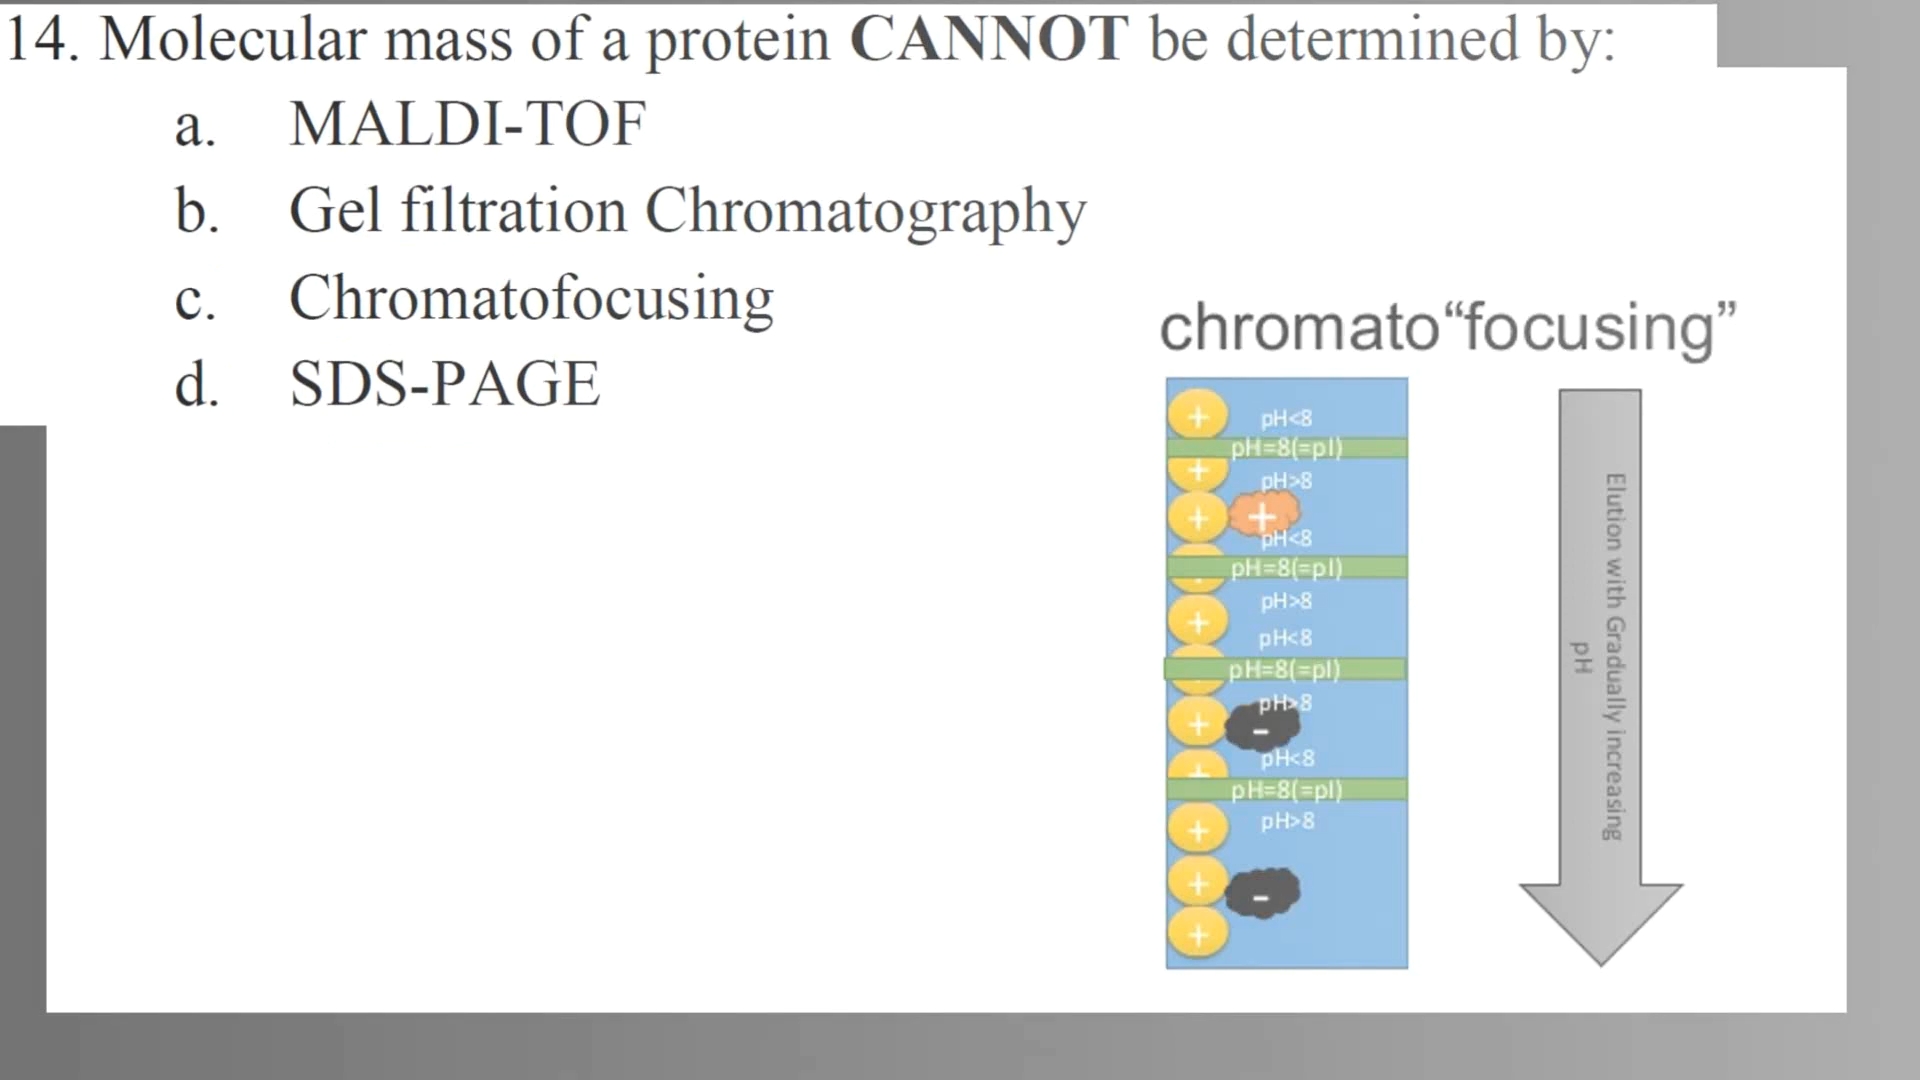 14. Molecular mass of a protein CANNOT be determined by:
a. MALDI-TOF
b. Gel filtration Chromatography
c. Chromatofocusing
d. SDS-PAGE
chromato“focusing”
+ pH<8
pH=8(=pI)
+ pH>8
+ +
pH<8
pH=8(=pI)
pH>8
+
pH<8
pH=8(=pI)
pH>8
+ -
pH<8
+
pH=8(=pI)
pH>8
+
+ -
+
Elution with Gradually increasing
pH